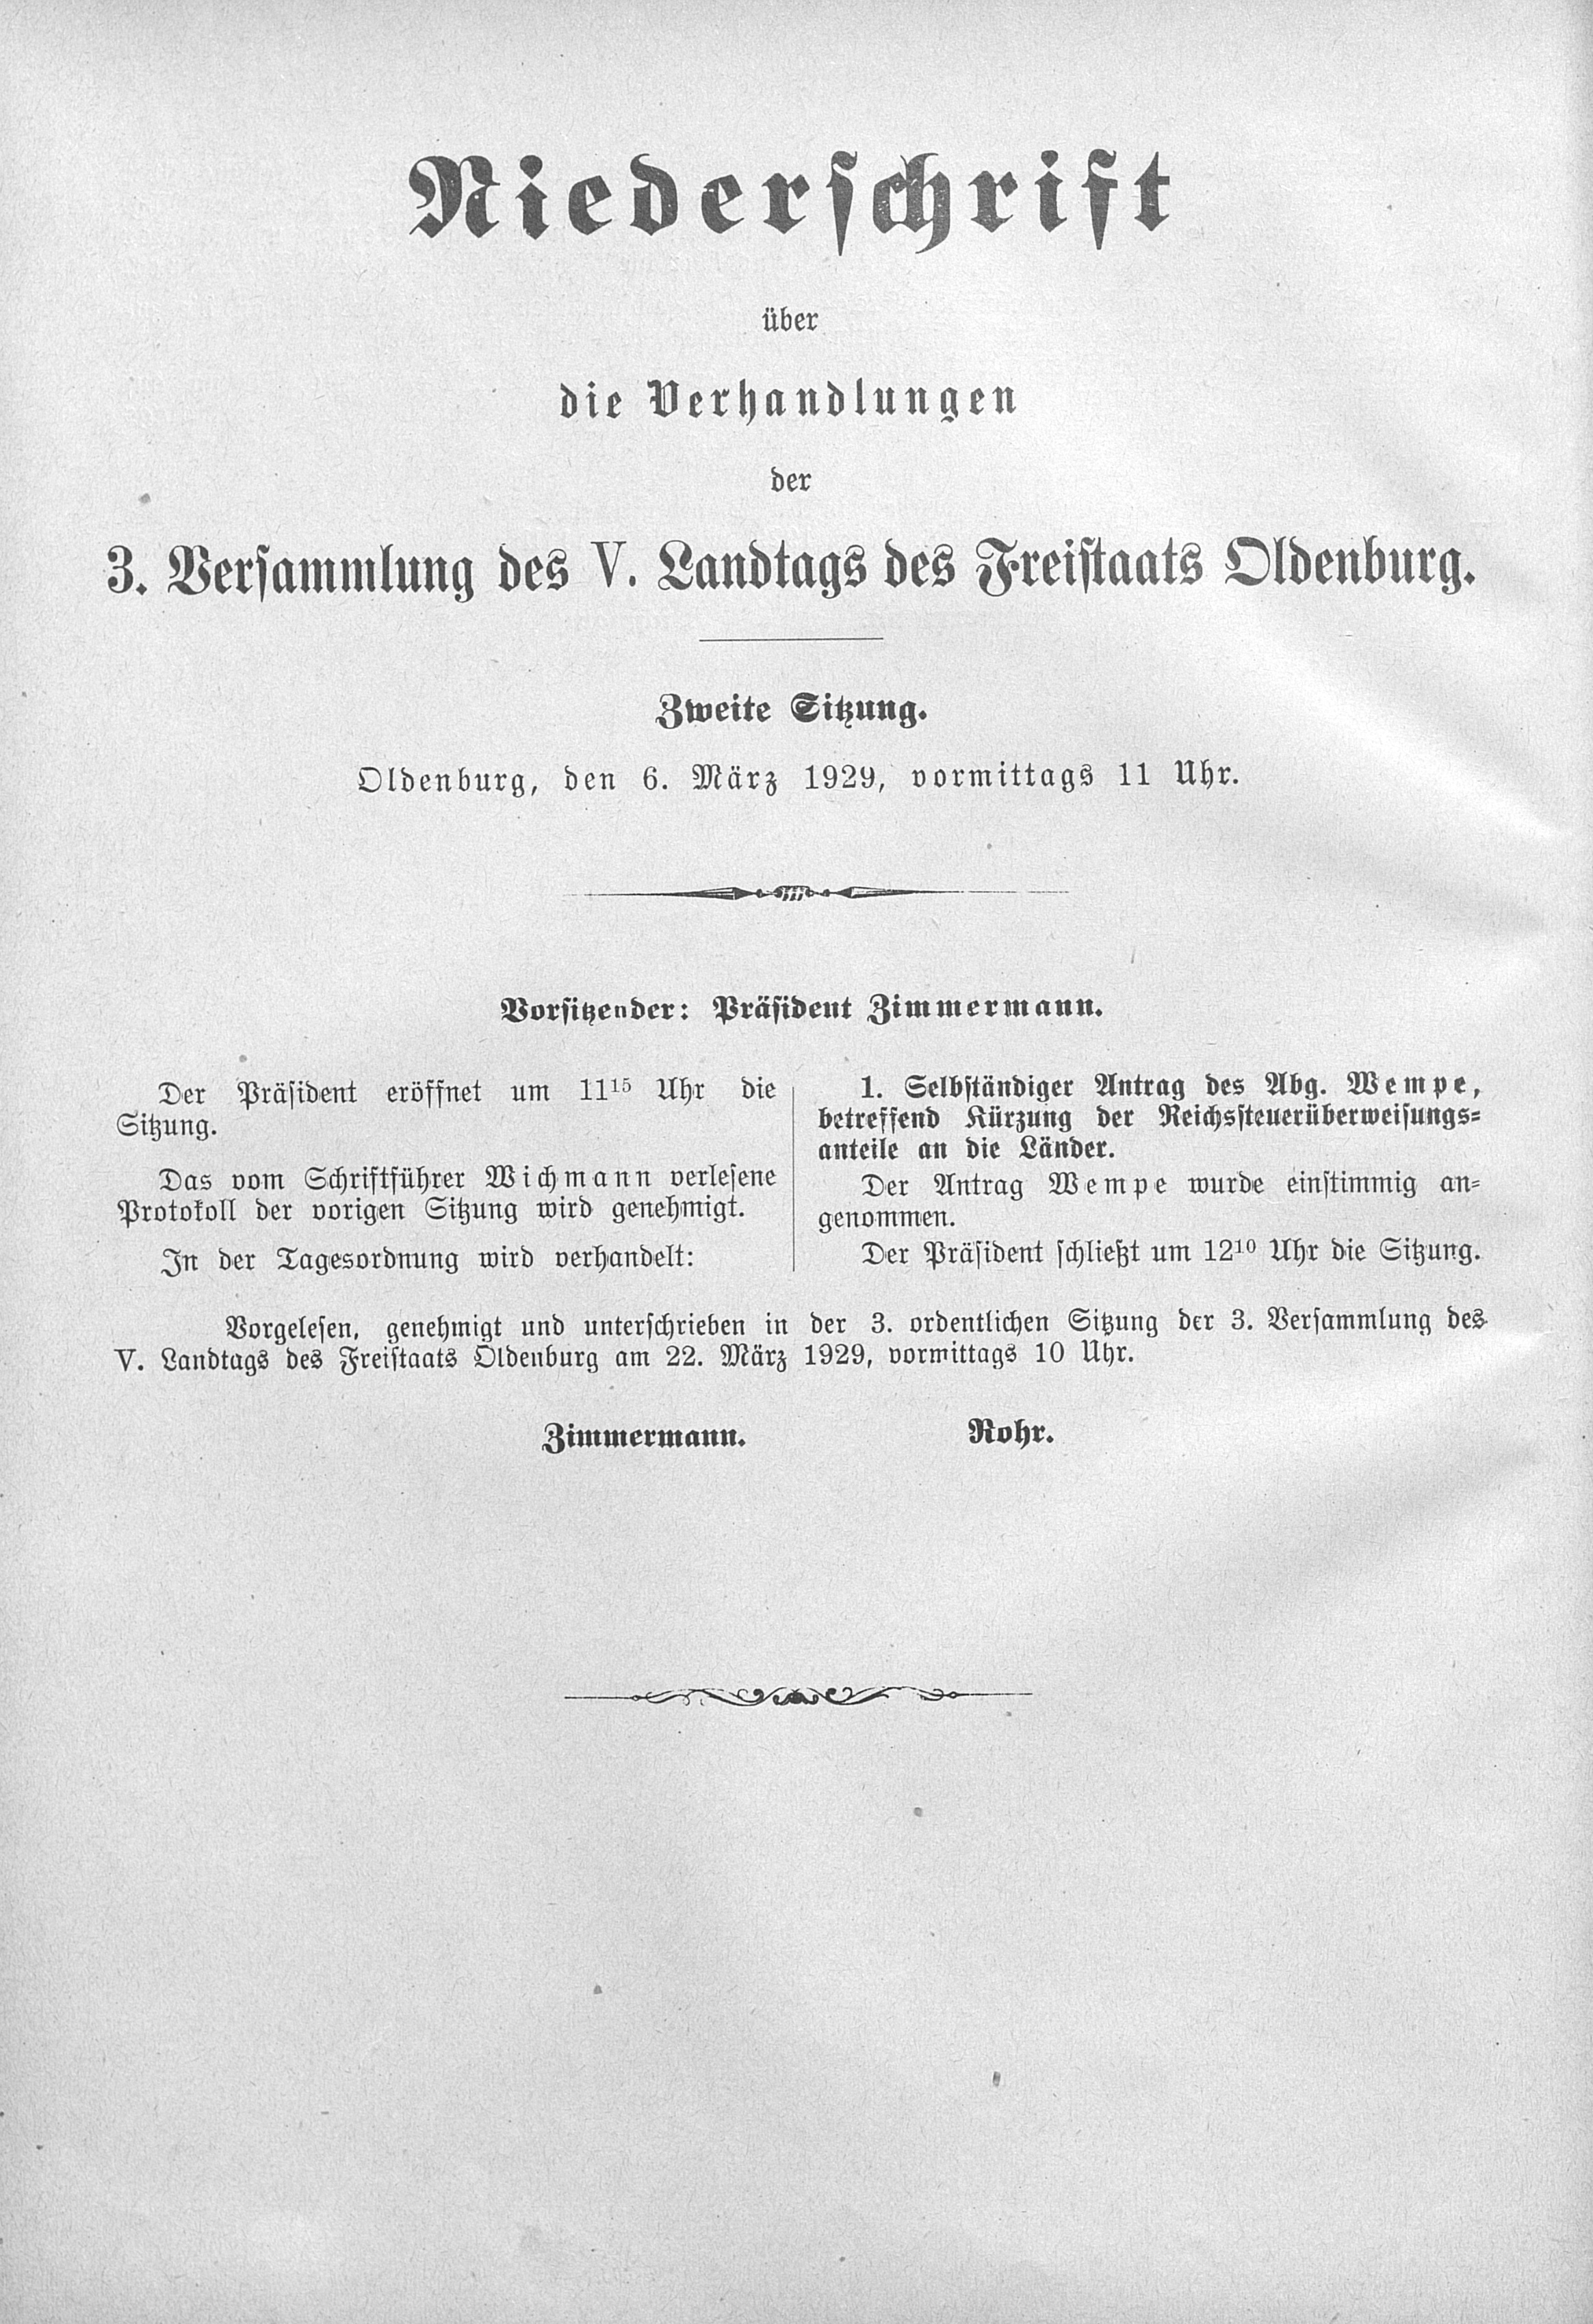 Niederschrift
über
die Verhandlungen
der
3. Versammlung des V. Landtags des Freistaats Oldenburg.
Zweite Sitzung.
Oldenburg, den 6. März 1929, vormittags 11 Uhr.
Vorsitzender: Präsident Zimmermann.
Der Präsident eröffnet um 11¹⁵ Uhr die
Sitzung.
Das vom Schriftführer Wichmann verlesene
Protokoll der vorigen Sitzung wird genehmigt.
In der Tagesordnung wird verhandelt:
1. Selbständiger Antrag des Abg. Wempe,
betreffend Kürzung der Reichssteuerüberweisungs-
anteile an die Länder.
Der Antrag Wempe wurde einstimmig an-
genommen.
Der Präsident schließt um 12¹⁰ Uhr die Sitzung.
Vorgelesen, genehmigt und unterschrieben in der 3. ordentlichen Sitzung der 3. Versammlung des
V. Landtags des Freistaats Oldenburg am 22. März 1929, vormittags 10 Uhr.
Zimmermann. Rohr.